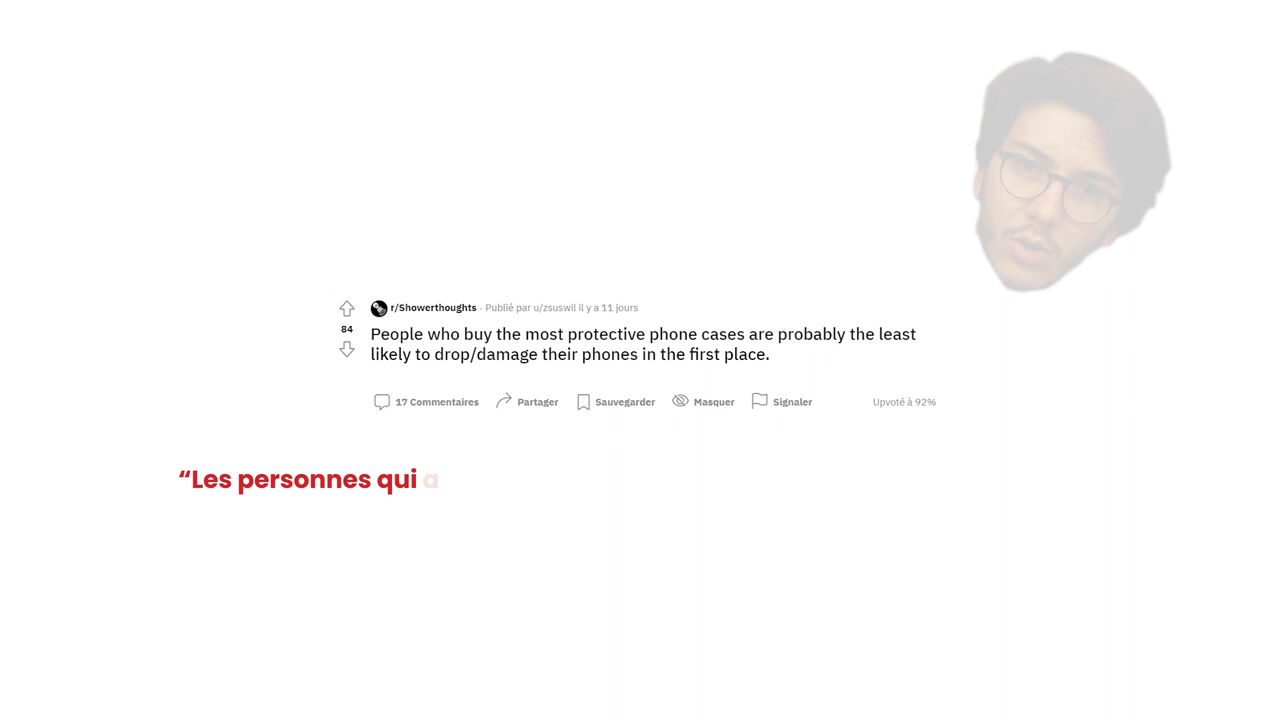 r/Showerthoughts · Publié par u/zsuswil il y a 11 jours
84
People who buy the most protective phone cases are probably the least
likely to drop/damage their phones in the first place.
17 Commentaires Partager Sauvegarder Masquer Signaler Upvoté à 92%
“Les personnes qui a